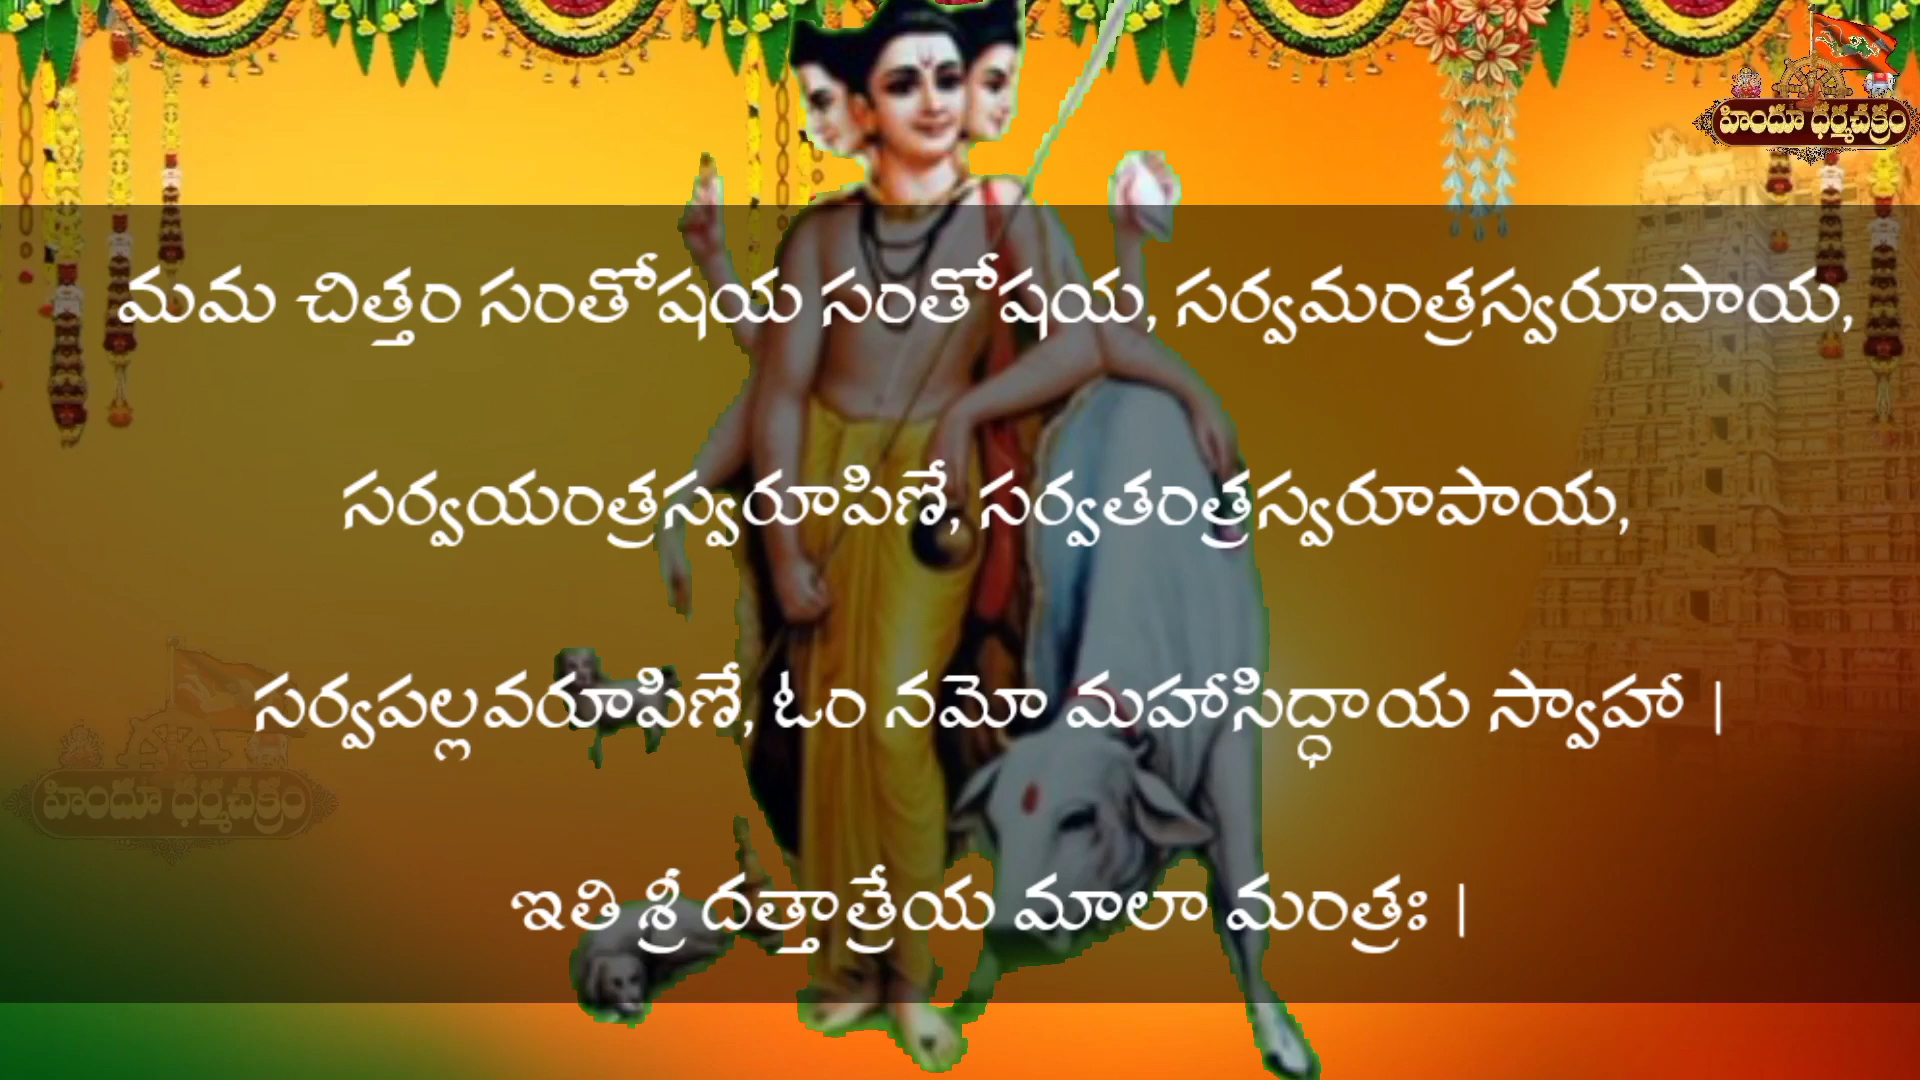 హిందూ ధర్మచక్రం
మమ చిత్తం సంతోషయ సంతోషయ, సర్వమంత్రస్వరూపాయ,
సర్వయంత్రస్వరూపిణే, సర్వతంత్రస్వరూపాయ,
సర్వపల్లవరూపిణే, ఓం నమో మహాసిద్ధాయ స్వాహా |
హిందూ ధర్మచక్రం
ఇతి శ్రీ దత్తాత్రేయ మాలా మంత్రః |